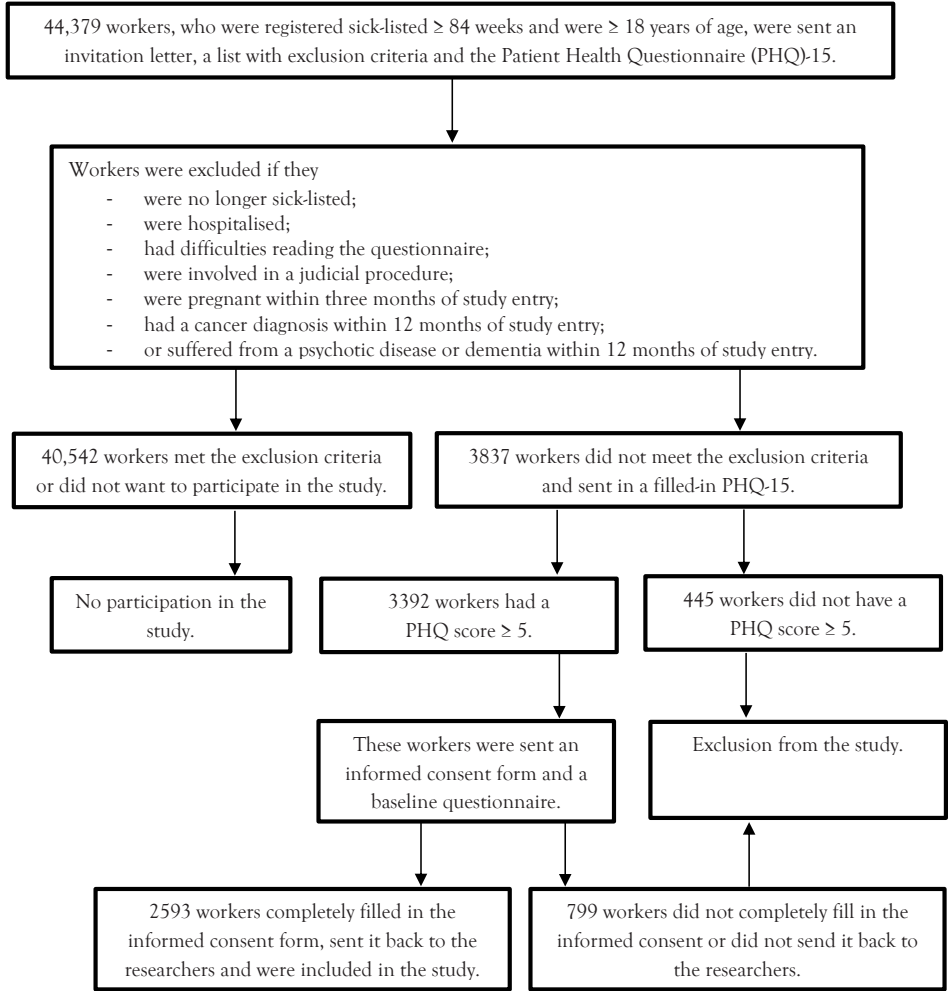 44,379 workers, who were registered sick-listed ≥ 84 weeks and were ≥ 18 years of age, were sent an
invitation letter, a list with exclusion criteria and the Patient Health Questionnaire (PHQ)-15.
Workers were excluded if they
- were no longer sick-listed;
- were hospitalised;
- had difficulties reading the questionnaire;
- were involved in a judicial procedure;
- were pregnant within three months of study entry;
- had a cancer diagnosis within 12 months of study entry;
- or suffered from a psychotic disease or dementia within 12 months of study entry.
40,542 workers met the exclusion criteria
or did not want to participate in the study.
3837 workers did not meet the exclusion criteria
and sent in a filled-in PHQ-15.
No participation in the
study.
3392 workers had a
PHQ score ≥ 5.
445 workers did not have a
PHQ score ≥ 5.
These workers were sent an
informed consent form and a
baseline questionnaire.
Exclusion from the study.
2593 workers completely filled in the
informed consent form, sent it back to the
researchers and were included in the study.
799 workers did not completely fill in the
informed consent or did not send it back to
the researchers.